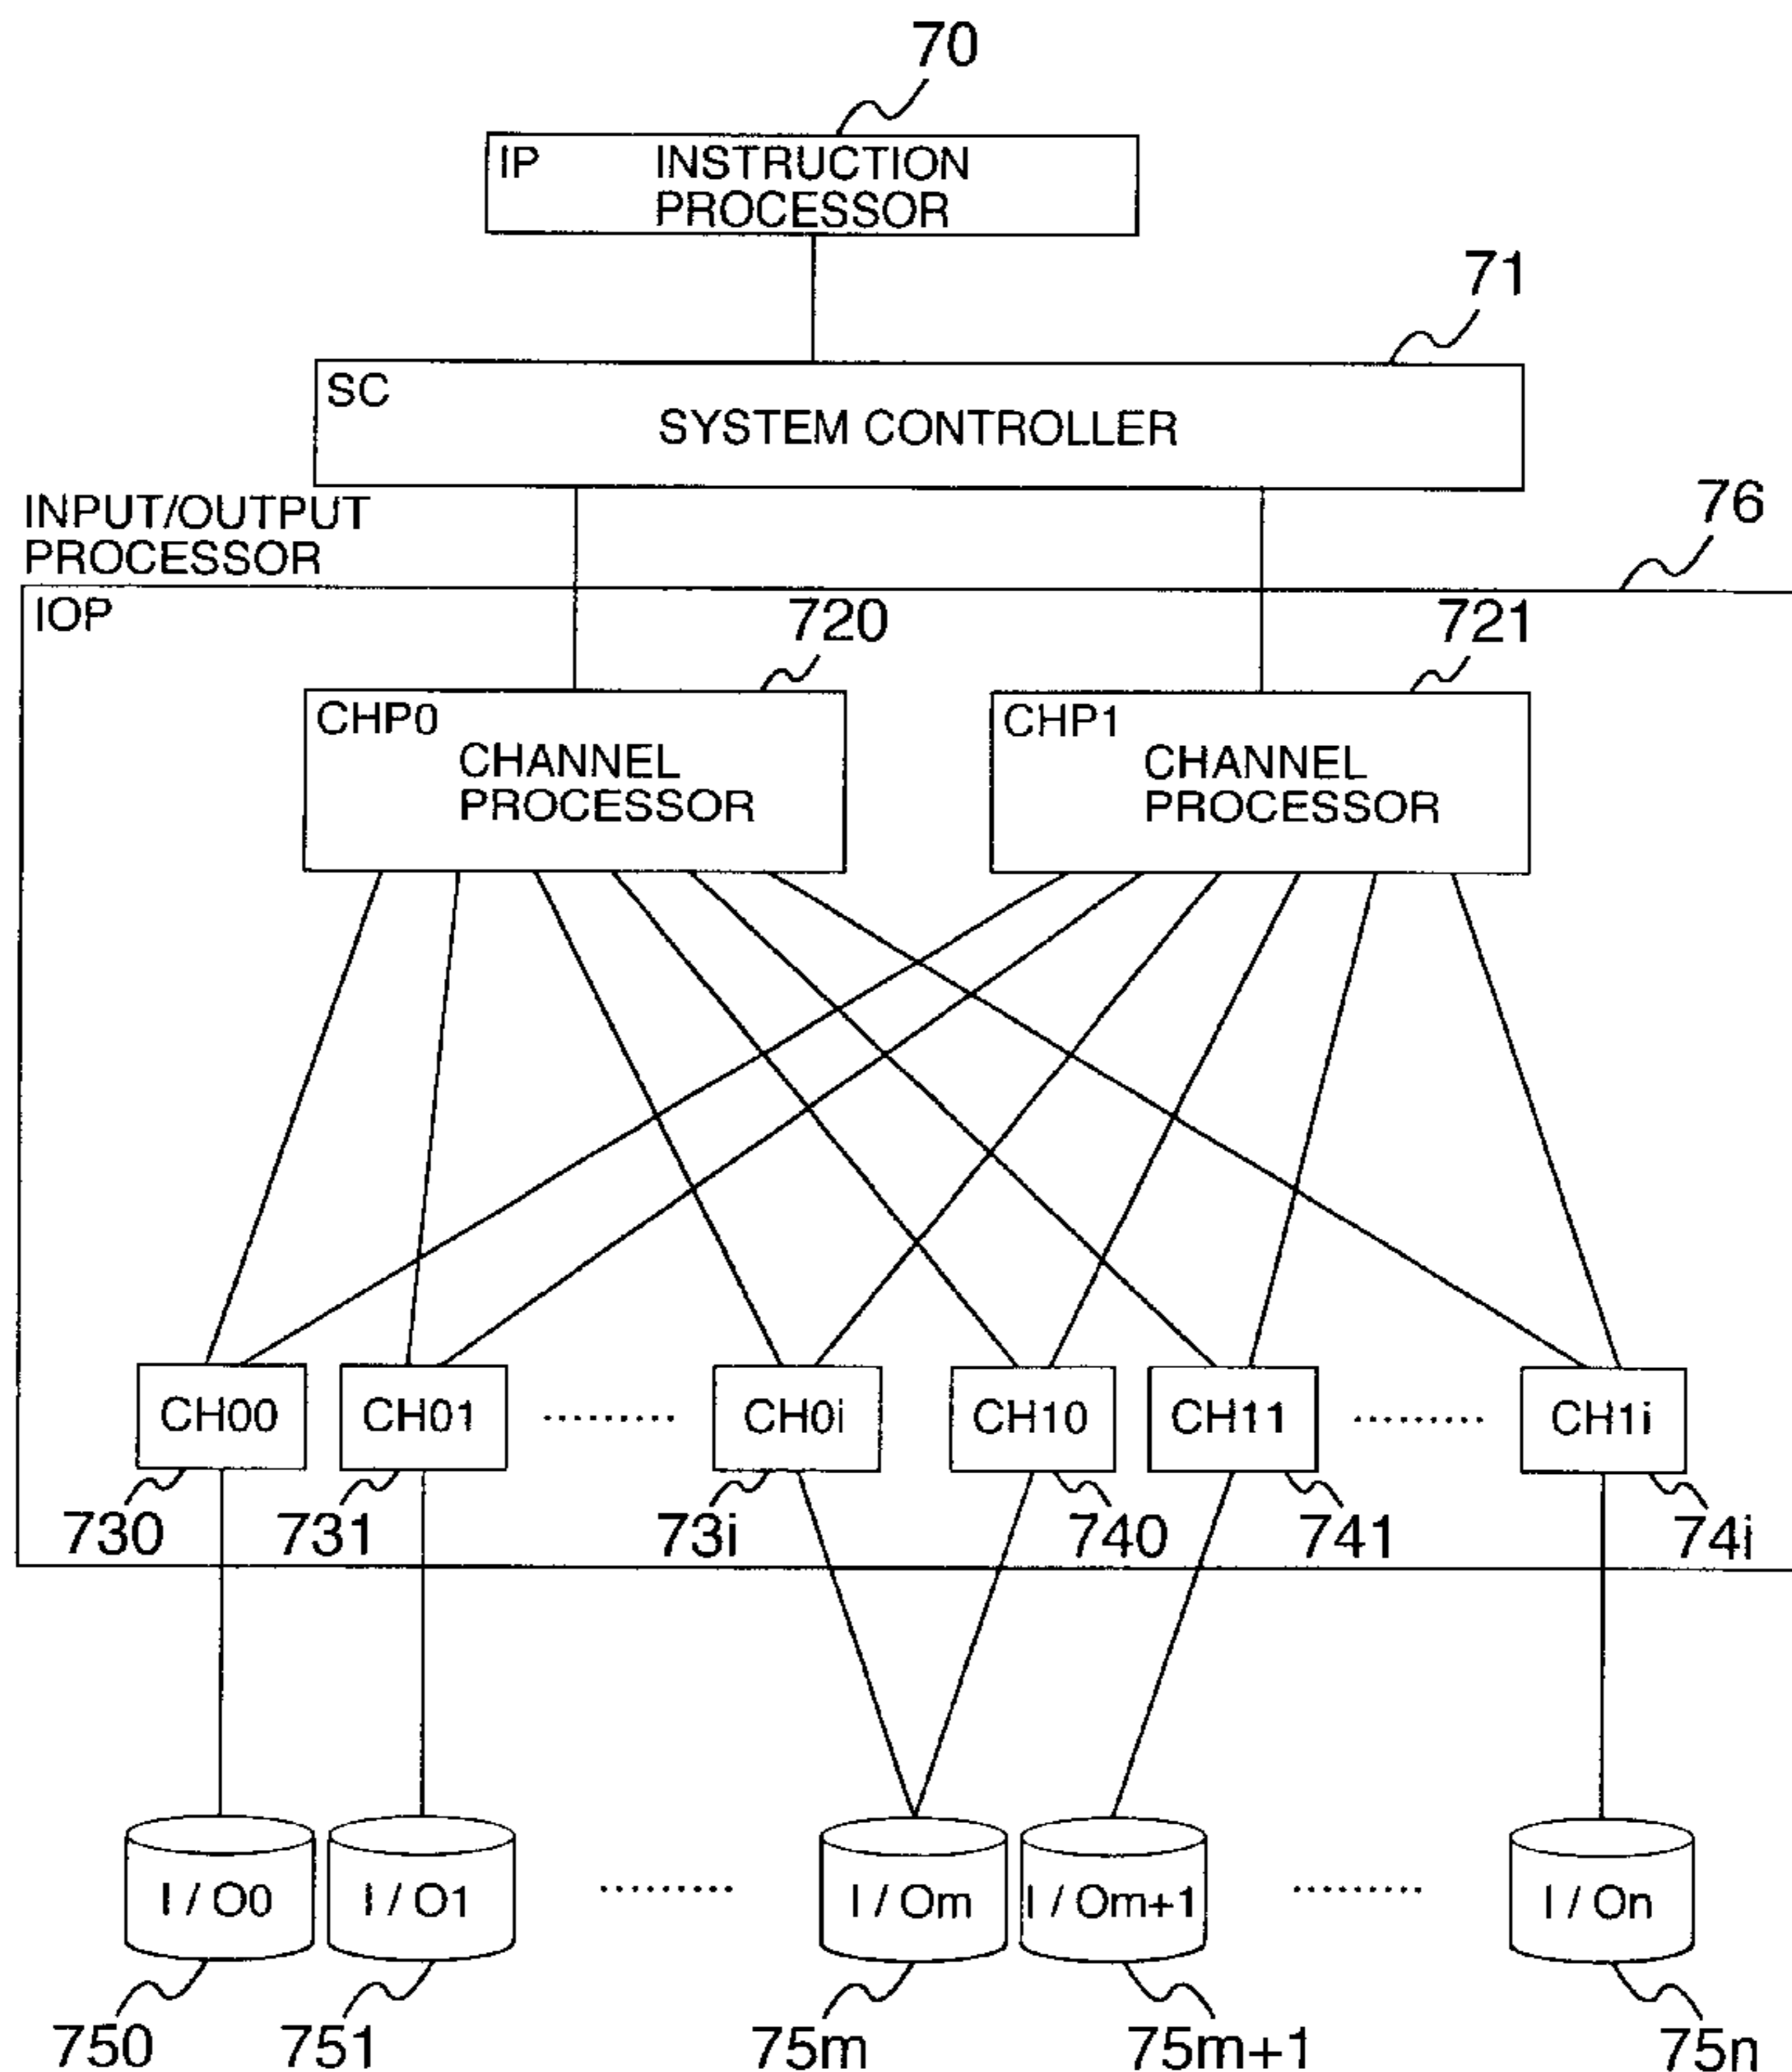 70
IP INSTRUCTION
PROCESSOR
71
SC
SYSTEM CONTROLLER
INPUT/OUTPUT
PROCESSOR
76
IOP
720
721
CHP0
CHANNEL
PROCESSOR
CHP1
CHANNEL
PROCESSOR
CH00
CH01
CH0i
CH10
CH11
CH1i
730
731
73i
740
741
74i
I / O0
I / O1
I / Om
I / Om+1
I / On
750
751
75m
75m+1
75n